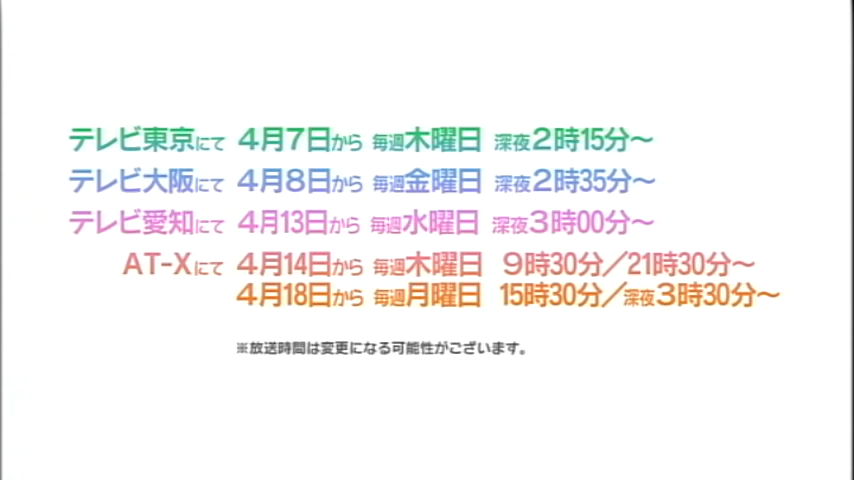 テレビ東京にて 4月7日から 毎週木曜日 深夜2時15分～
テレビ大阪にて 4月8日から 毎週金曜日 深夜2時35分～
テレビ愛知にて 4月13日から 毎週水曜日 深夜3時00分～
AT-Xにて 4月14日から 毎週木曜日 9時30分／21時30分～
4月18日から 毎週月曜日 15時30分／深夜3時30分～
※放送時間は変更になる可能性がございます。